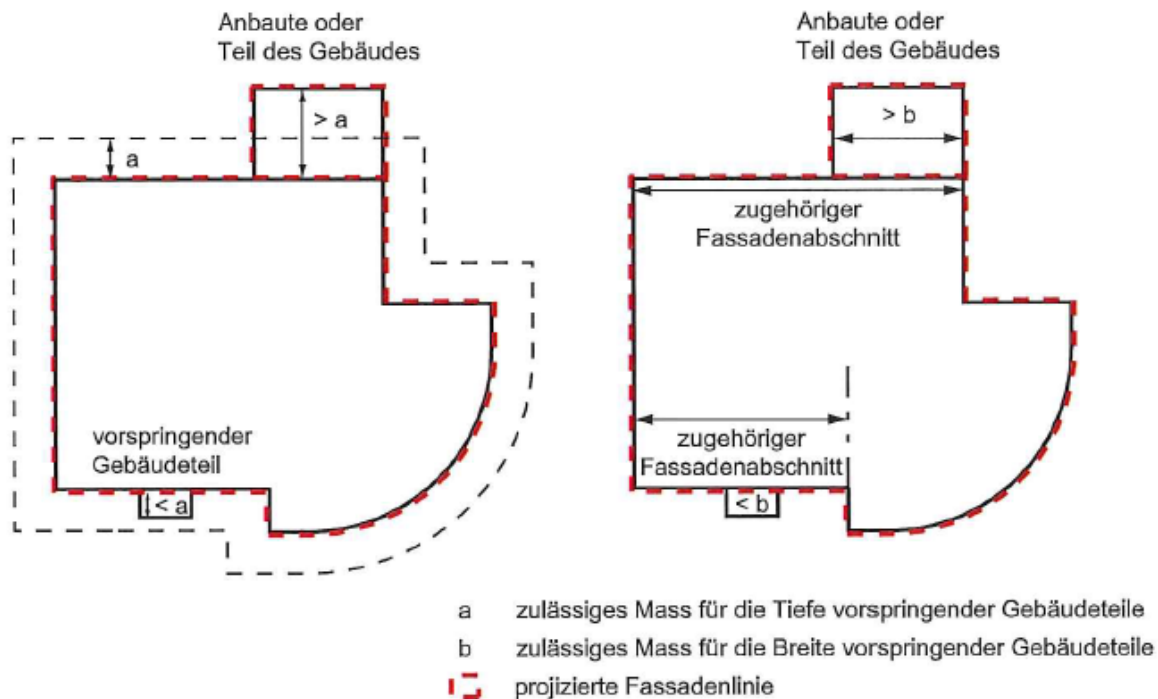 Anbaute oder
Teil des Gebäudes
> a
a
vorspringender
Gebäudeteil
< a
Anbaute oder
Teil des Gebäudes
> b
zugehöriger
Fassadenabschnitt
zugehöriger
Fassadenabschnitt
< b
a zulässiges Mass für die Tiefe vorspringender Gebäudeteile
b zulässiges Mass für die Breite vorspringender Gebäudeteile
projizierte Fassadenlinie